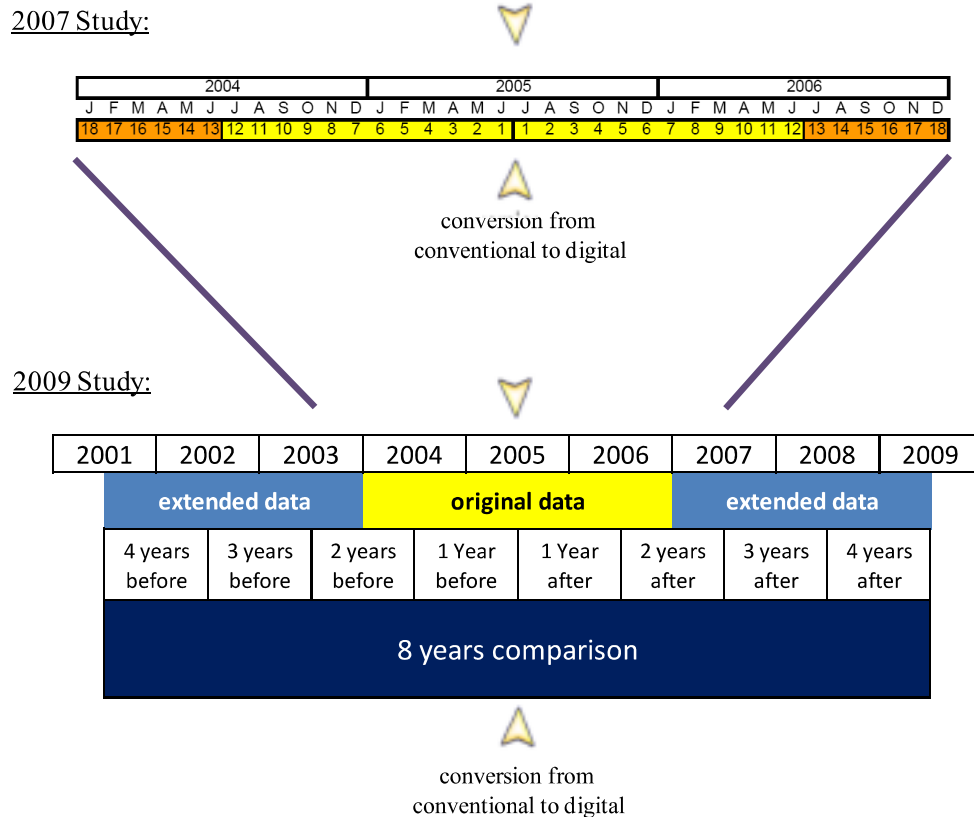 2007 Study:
2004 2005 2006
J F M A M J J A S O N D J F M A M J J A S O N D J F M A M J J A S O N D
18 17 16 15 14 13 12 11 10 9 8 7 6 5 4 3 2 1 1 2 3 4 5 6 7 8 9 10 11 12 13 14 15 16 17 18
conversion from
conventional to digital
2009 Study:
2001 2002 2003 2004 2005 2006 2007 2008 2009
extended data original data extended data
4 years 3 years 2 years 1 Year 1 Year 2 years 3 years 4 years
before before before before after after after after
8 years comparison
conversion from
conventional to digital